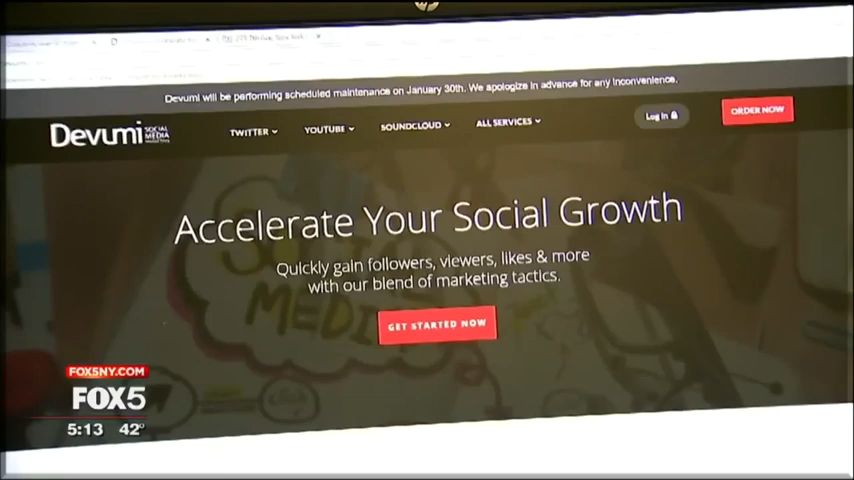 Devumi will be performing scheduled maintenance on January 30th. We apologize in advance for any inconvenience.
Devumi SOCIAL MEDIA
TWITTER
YOUTUBE
SOUNDCLOUD
ALL SERVICES
Log in
ORDER NOW
Accelerate Your Social Growth
Quickly gain followers, viewers, likes & more
with our blend of marketing tactics.
SOCIAL
MEDIA
GET STARTED NOW
FOX5NY.COM
FOX5
5:13 42°